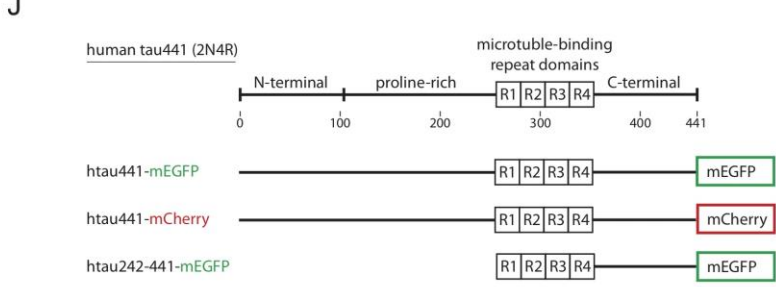 J
human tau441 (2N4R)
microtuble-binding
repeat domains
N-terminal proline-rich R1 R2 R3 R4 C-terminal
0 100 200 300 400 441
htau441-mEGFP R1 R2 R3 R4 mEGFP
htau441-mCherry R1 R2 R3 R4 mCherry
htau242-441-mEGFP R1 R2 R3 R4 mEGFP